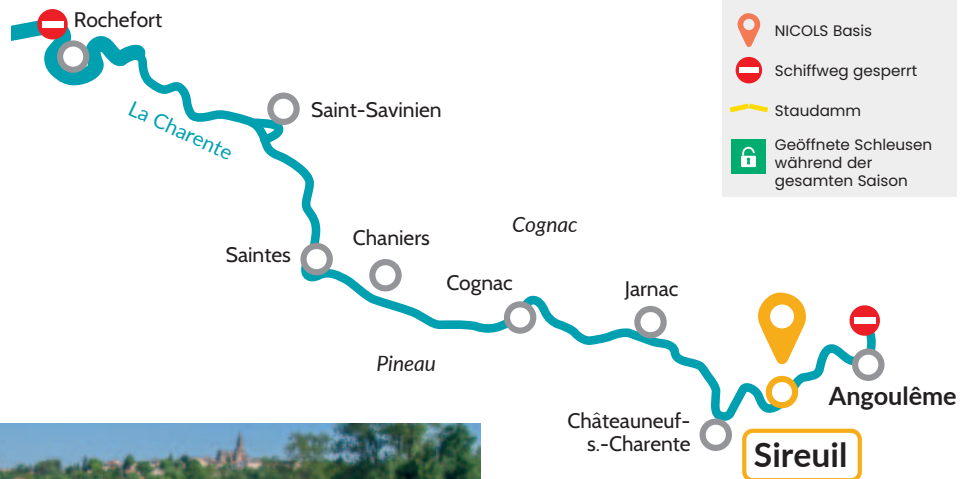 Rochefort
La Charente
Saint-Savinien
NICOLS Basis
Schiffweg gesperrt
Staudamm
Geöffnete Schleusen
während der
gesamten Saison
Saintes
Chaniers
Cognac
Cognac
Jarnac
Pineau
Angoulême
Châteauneuf-
s.-Charente
Sireuil